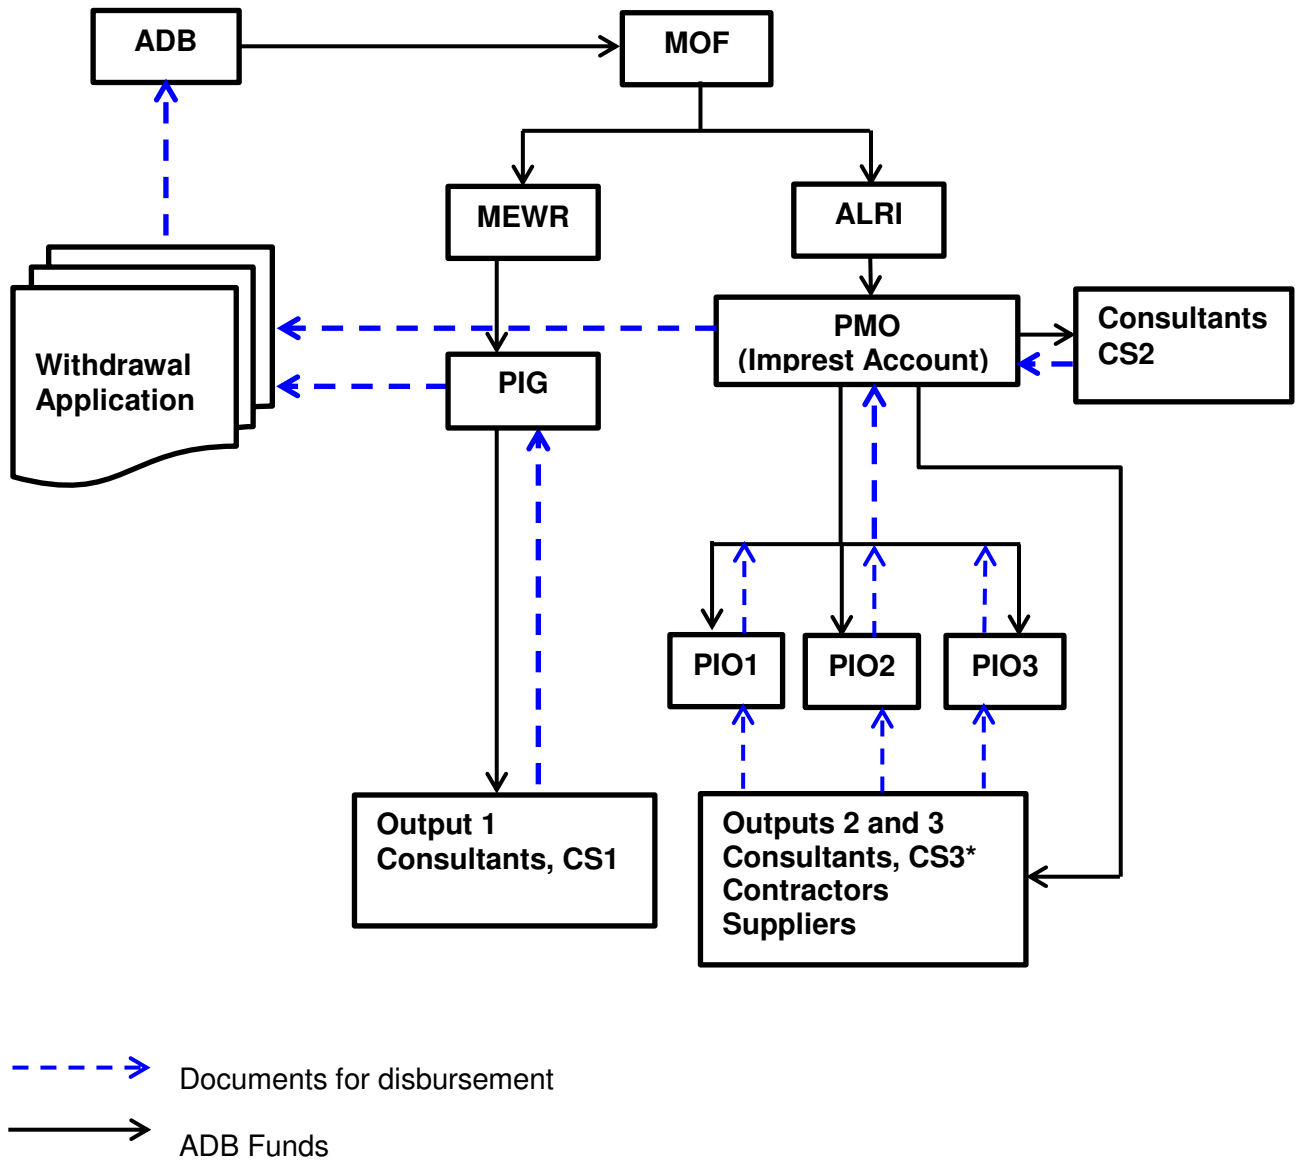 ADB
MOF
MEWR
ALRI
PMO
(Imprest Account)
Consultants
CS2
Withdrawal
Application
PIG
PIO1
PIO2
PIO3
Output 1
Consultants, CS1
Outputs 2 and 3
Consultants, CS3*
Contractors
Suppliers
Documents for disbursement
ADB Funds